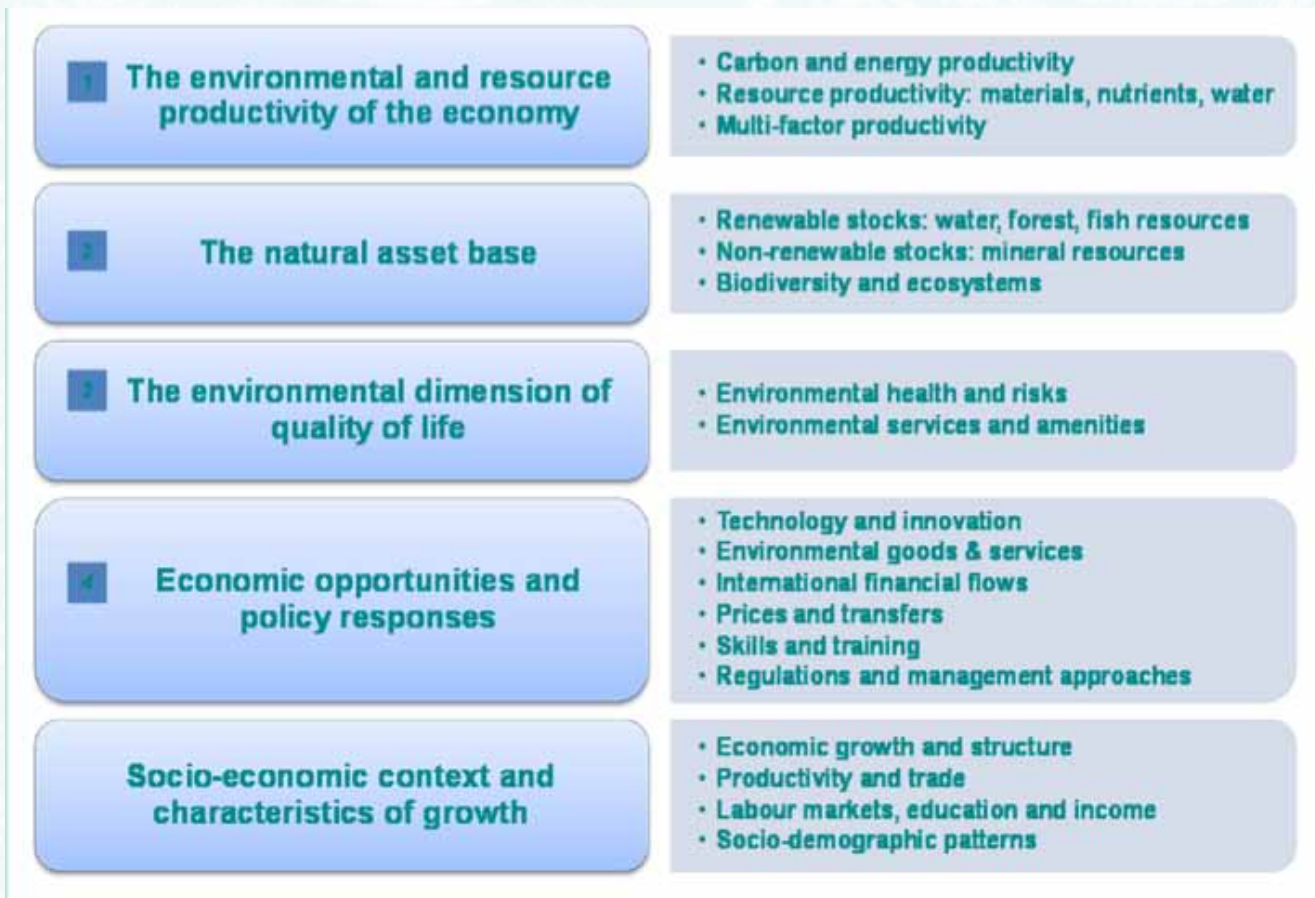 1 The environmental and resource
productivity of the economy
• Carbon and energy productivity
• Resource productivity: materials, nutrients, water
• Multi-factor productivity
2 The natural asset base
• Renewable stocks: water, forest, fish resources
• Non-renewable stocks: mineral resources
• Biodiversity and ecosystems
3 The environmental dimension of
quality of life
• Environmental health and risks
• Environmental services and amenities
4 Economic opportunities and
policy responses
• Technology and innovation
• Environmental goods & services
• International financial flows
• Prices and transfers
• Skills and training
• Regulations and management approaches
Socio-economic context and
characteristics of growth
• Economic growth and structure
• Productivity and trade
• Labour markets, education and income
• Socio-demographic patterns